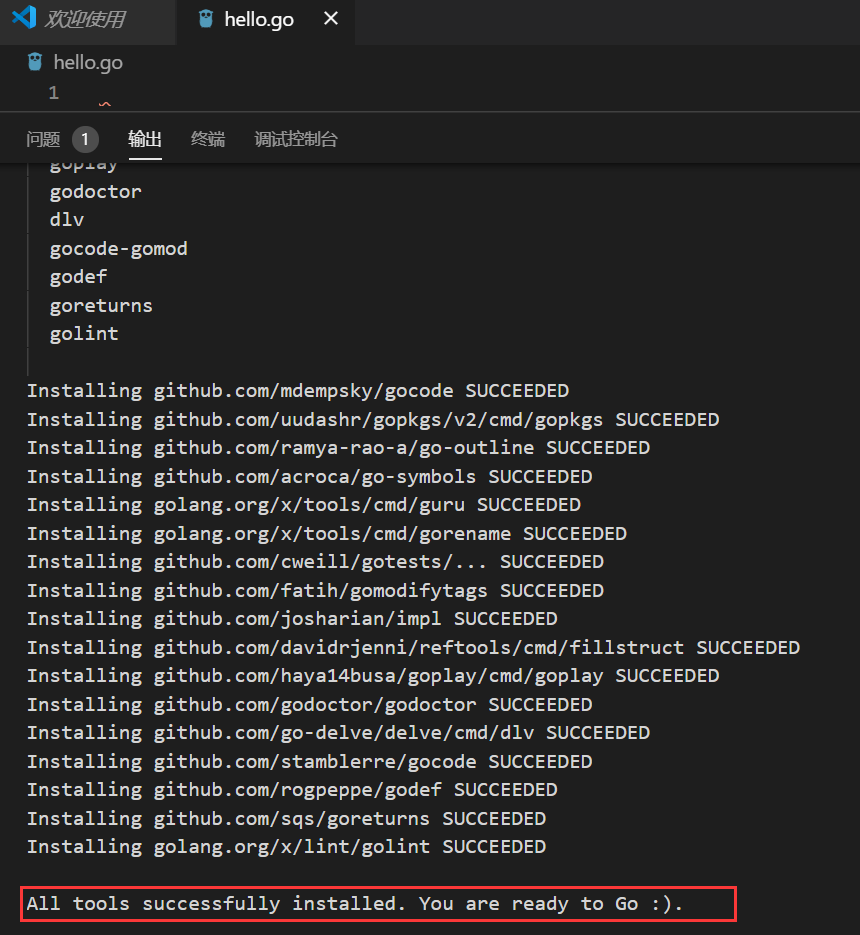 欢迎使用
hello.go
hello.go
1
问题 1 输出 终端 调试控制台
goplay
godoctor
dlv
gocode-gomod
godef
goreturns
golint
Installing github.com/mdempsky/gocode SUCCEEDED
Installing github.com/uudashr/gopkgs/v2/cmd/gopkgs SUCCEEDED
Installing github.com/ramya-rao-a/go-outline SUCCEEDED
Installing github.com/acroca/go-symbols SUCCEEDED
Installing golang.org/x/tools/cmd/guru SUCCEEDED
Installing golang.org/x/tools/cmd/gorename SUCCEEDED
Installing github.com/cweill/gotests/... SUCCEEDED
Installing github.com/fatih/gomodifytags SUCCEEDED
Installing github.com/josharian/impl SUCCEEDED
Installing github.com/davidrjenni/reftools/cmd/fillstruct SUCCEEDED
Installing github.com/haya14busa/goplay/cmd/goplay SUCCEEDED
Installing github.com/godoctor/godoctor SUCCEEDED
Installing github.com/go-delve/delve/cmd/dlv SUCCEEDED
Installing github.com/stamblerre/gocode SUCCEEDED
Installing github.com/rogpeppe/godef SUCCEEDED
Installing github.com/sqs/goreturns SUCCEEDED
Installing golang.org/x/lint/golint SUCCEEDED
All tools successfully installed. You are ready to Go :).